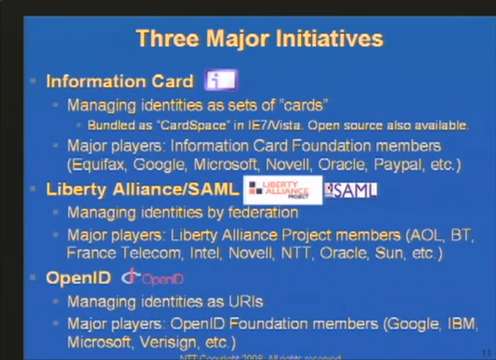 Three Major Initiatives
Information Card
Managing identities as sets of "cards"
Bundled as "CardSpace" in IE7/Vista. Open source also available.
Major players: Information Card Foundation members
(Equifax, Google, Microsoft, Novell, Oracle, Paypal, etc.)
Liberty Alliance/SAML LIBERTY ALLIANCE PROJECT SAML
Managing identities by federation
Major players: Liberty Alliance Project members (AOL, BT,
France Telecom, Intel, Novell, NTT, Oracle, Sun, etc.)
OpenID OpenID
Managing identities as URIs
Major players: OpenID Foundation members (Google, IBM,
Microsoft, Verisign, etc.)
NTT Copyright 2008. All rights reserved